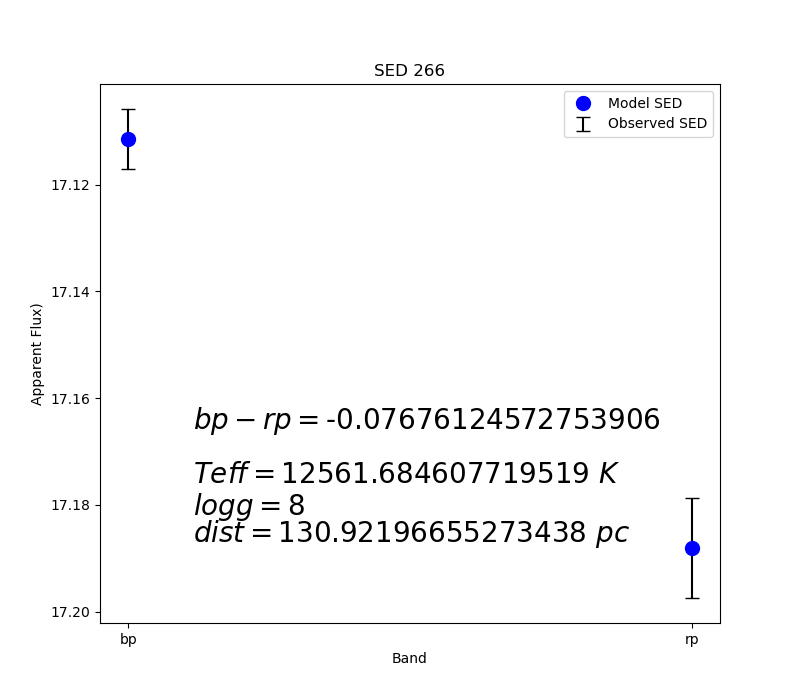 SED 266
Model SED
Observed SED
17.12
17.14
17.16
17.18
17.20
Apparent Flux)
bp − rp = -0.07676124572753906
Teff = 12561.684607719519 K
logg = 8
dist = 130.92196655273438 pc
bp
rp
Band